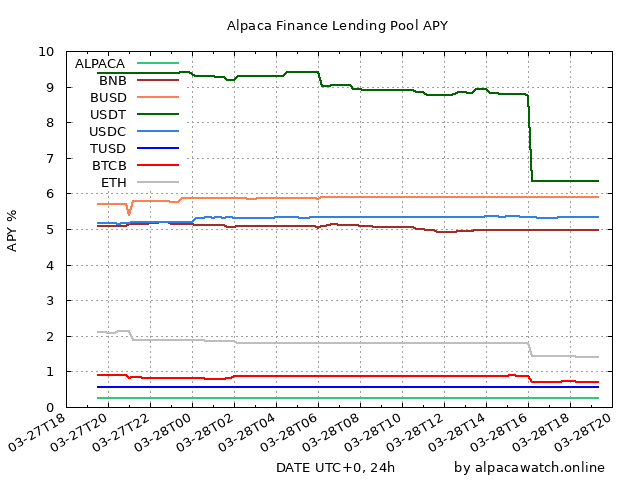 Alpaca Finance Lending Pool APY
APY %
10
9
8
7
6
5
4
3
2
1
0
ALPACA
BNB
BUSD
USDT
USDC
TUSD
BTCB
ETH
03-27T18
03-27T20
03-27T22
03-28T00
03-28T02
03-28T04
03-28T06
03-28T08
03-28T10
03-28T12
03-28T14
03-28T16
03-28T18
03-28T20
DATE UTC+0, 24h
by alpacawatch.online